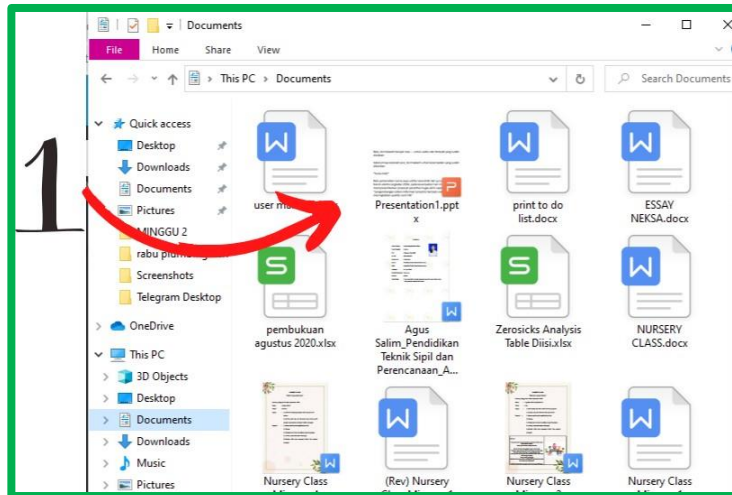 1
Documents
File Home Share View
This PC > Documents
Search Documents
Quick access
Desktop
Downloads
Documents
Pictures
MINGGU 2
Screenshots
Telegram Desktop
OneDrive
This PC
3D Objects
Desktop
Documents
Downloads
Music
Pictures
Presentation1.ppt
x
print to do
list.docx
ESSAY
NEKSA.docx
pembukuan
agustus 2020.xlsx
Agus
Salim_Pendidikan
Teknik Sipil dan
Perencanaan_A...
Zerosicks Analysis
Table Diisi.xlsx
NURSERY
CLASS.docx
Nursery Class
(Rev) Nursery
Nursery Class
Nursery Class